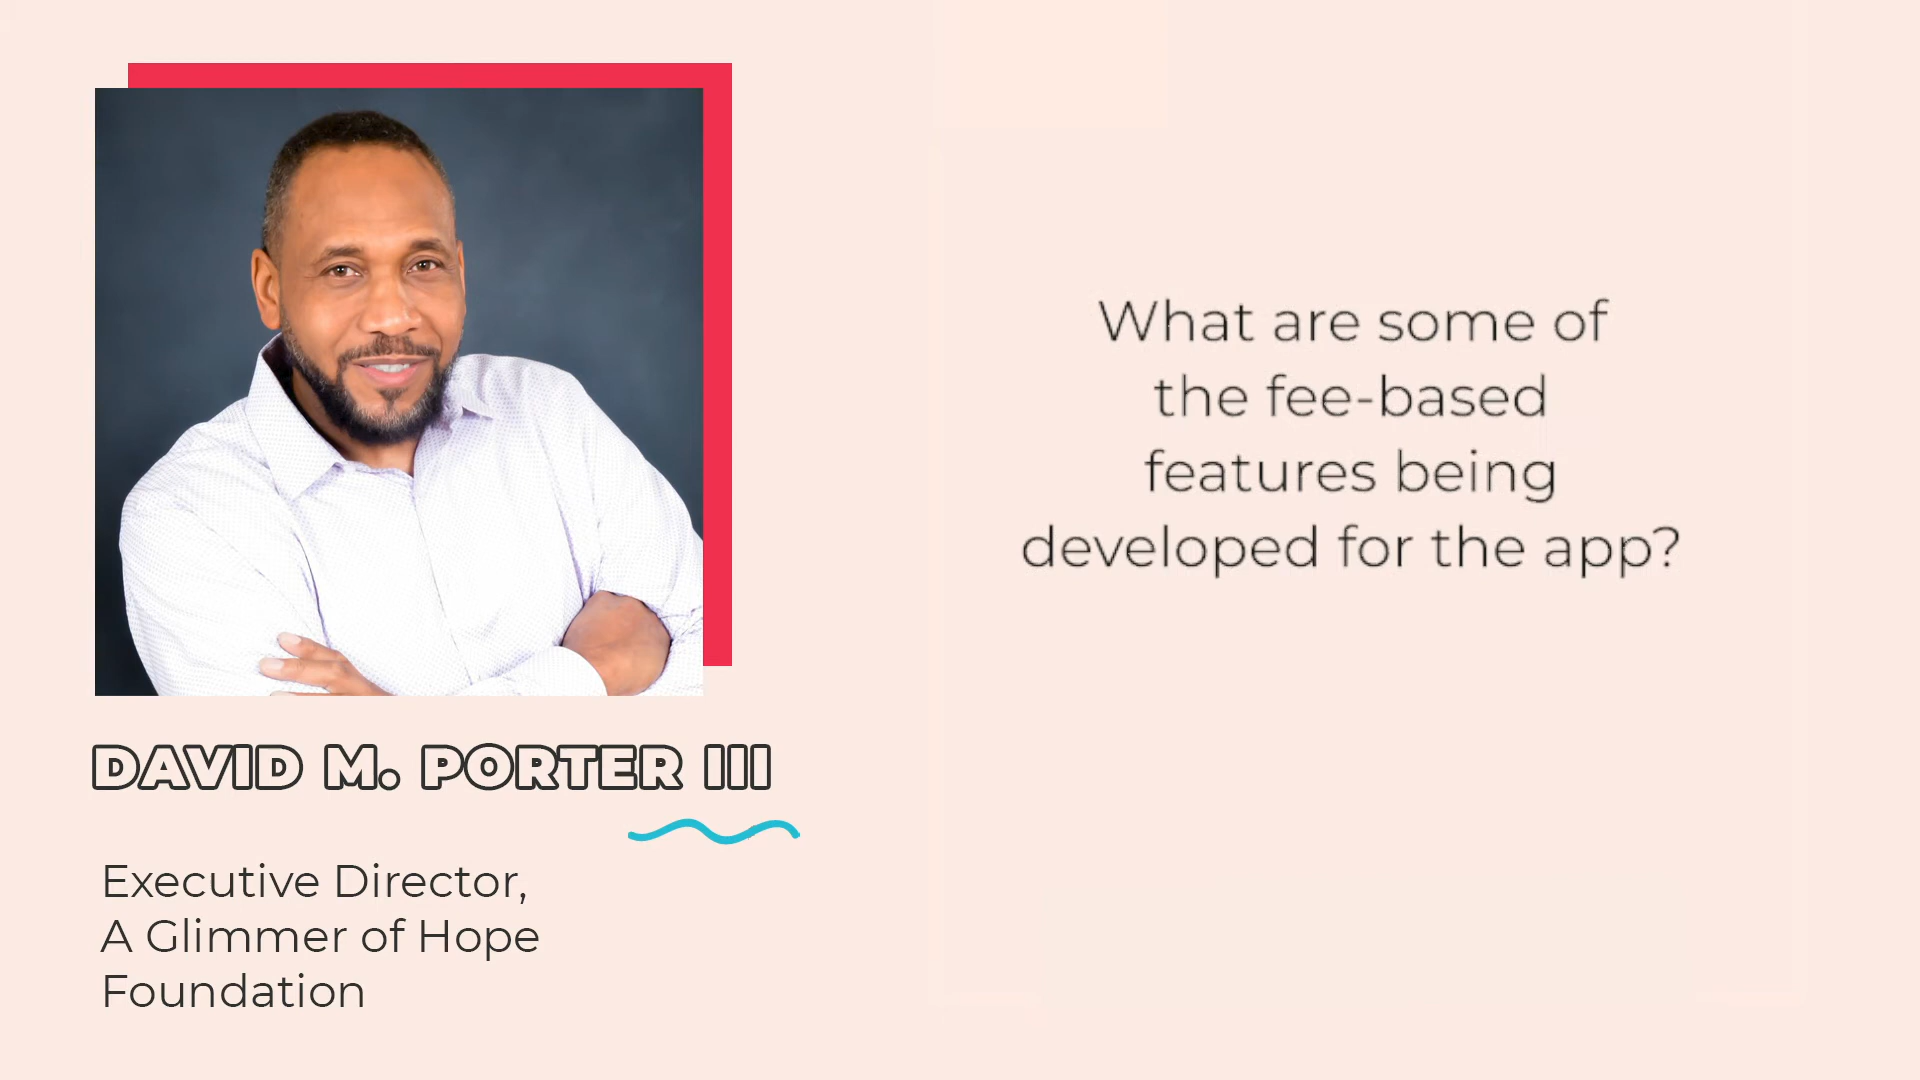 What are some of
the fee-based
features being
developed for the app?
DAVID M. PORTER III
Executive Director,
A Glimmer of Hope
Foundation